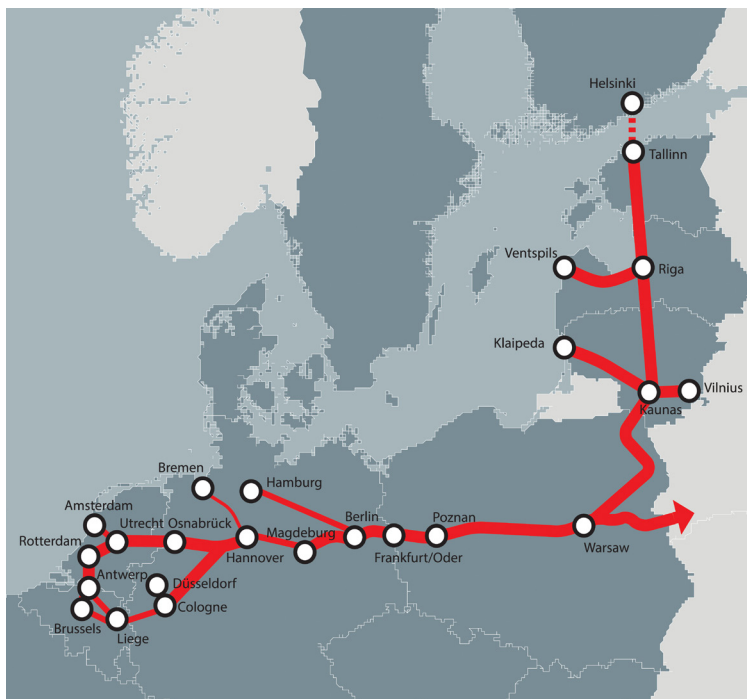 Helsinki
Tallinn
Ventspils
Riga
Klaipeda
Vilnius
Kaunas
Bremen
Hamburg
Amsterdam
Utrecht Osnabrück
Berlin
Poznan
Magdeburg
Rotterdam
Hannover
Frankfurt/Oder
Warsaw
Antwerp
Düsseldorf
Cologne
Brussels
Liege